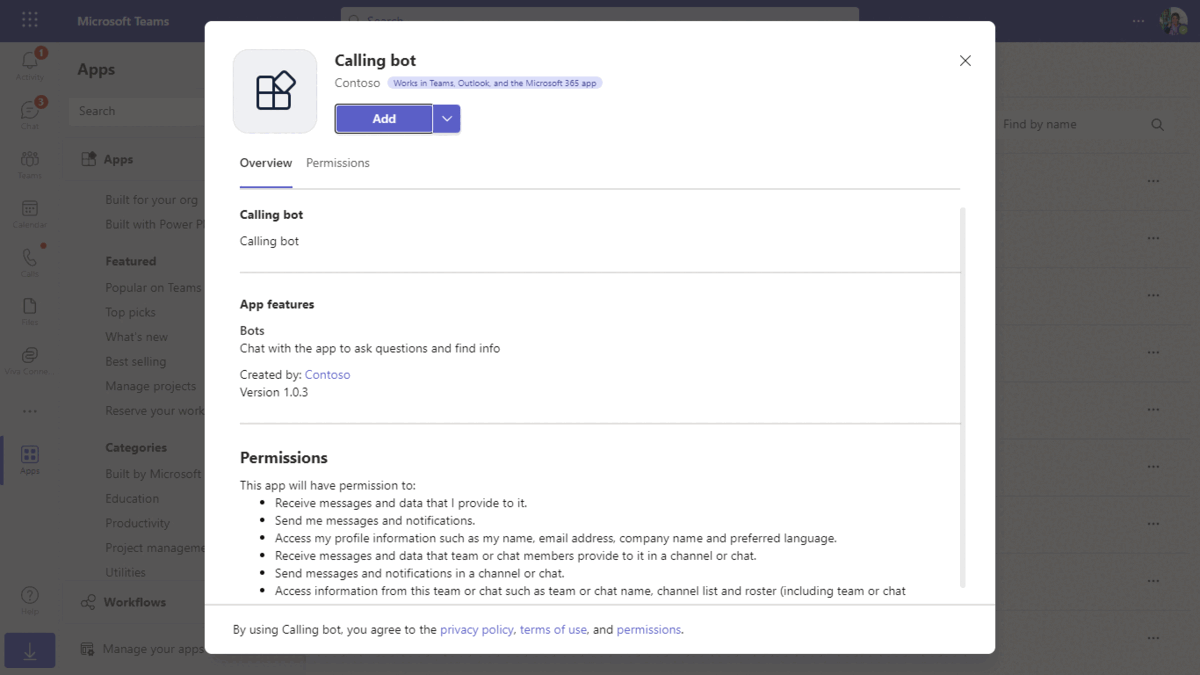 Microsoft Teams
Search
1
Activity
3
Chat
Teams
Calendar
Calls
Files
Viva Conne
Apps
Help
Apps
Search
Apps
Built for your org
Built with Power Pl
Featured
Popular on Teams
Top picks
What's new
Best selling
Manage projects
Reserve your work
Categories
Built by Microsoft
Education
Productivity
Project manageme
Utilities
Workflows
Manage your apps
Find by name
Calling bot
Contoso Works in Teams, Outlook, and the Microsoft 365 app
Add
Overview Permissions
Calling bot
Calling bot
App features
Bots
Chat with the app to ask questions and find info
Created by: Contoso
Version 1.0.3
Permissions
This app will have permission to:
Receive messages and data that I provide to it.
Send me messages and notifications.
Access my profile information such as my name, email address, company name and preferred language.
Receive messages and data that team or chat members provide to it in a channel or chat.
Send messages and notifications in a channel or chat.
Access information from this team or chat such as team or chat name, channel list and roster (including team or chat
By using Calling bot, you agree to the privacy policy, terms of use, and permissions.